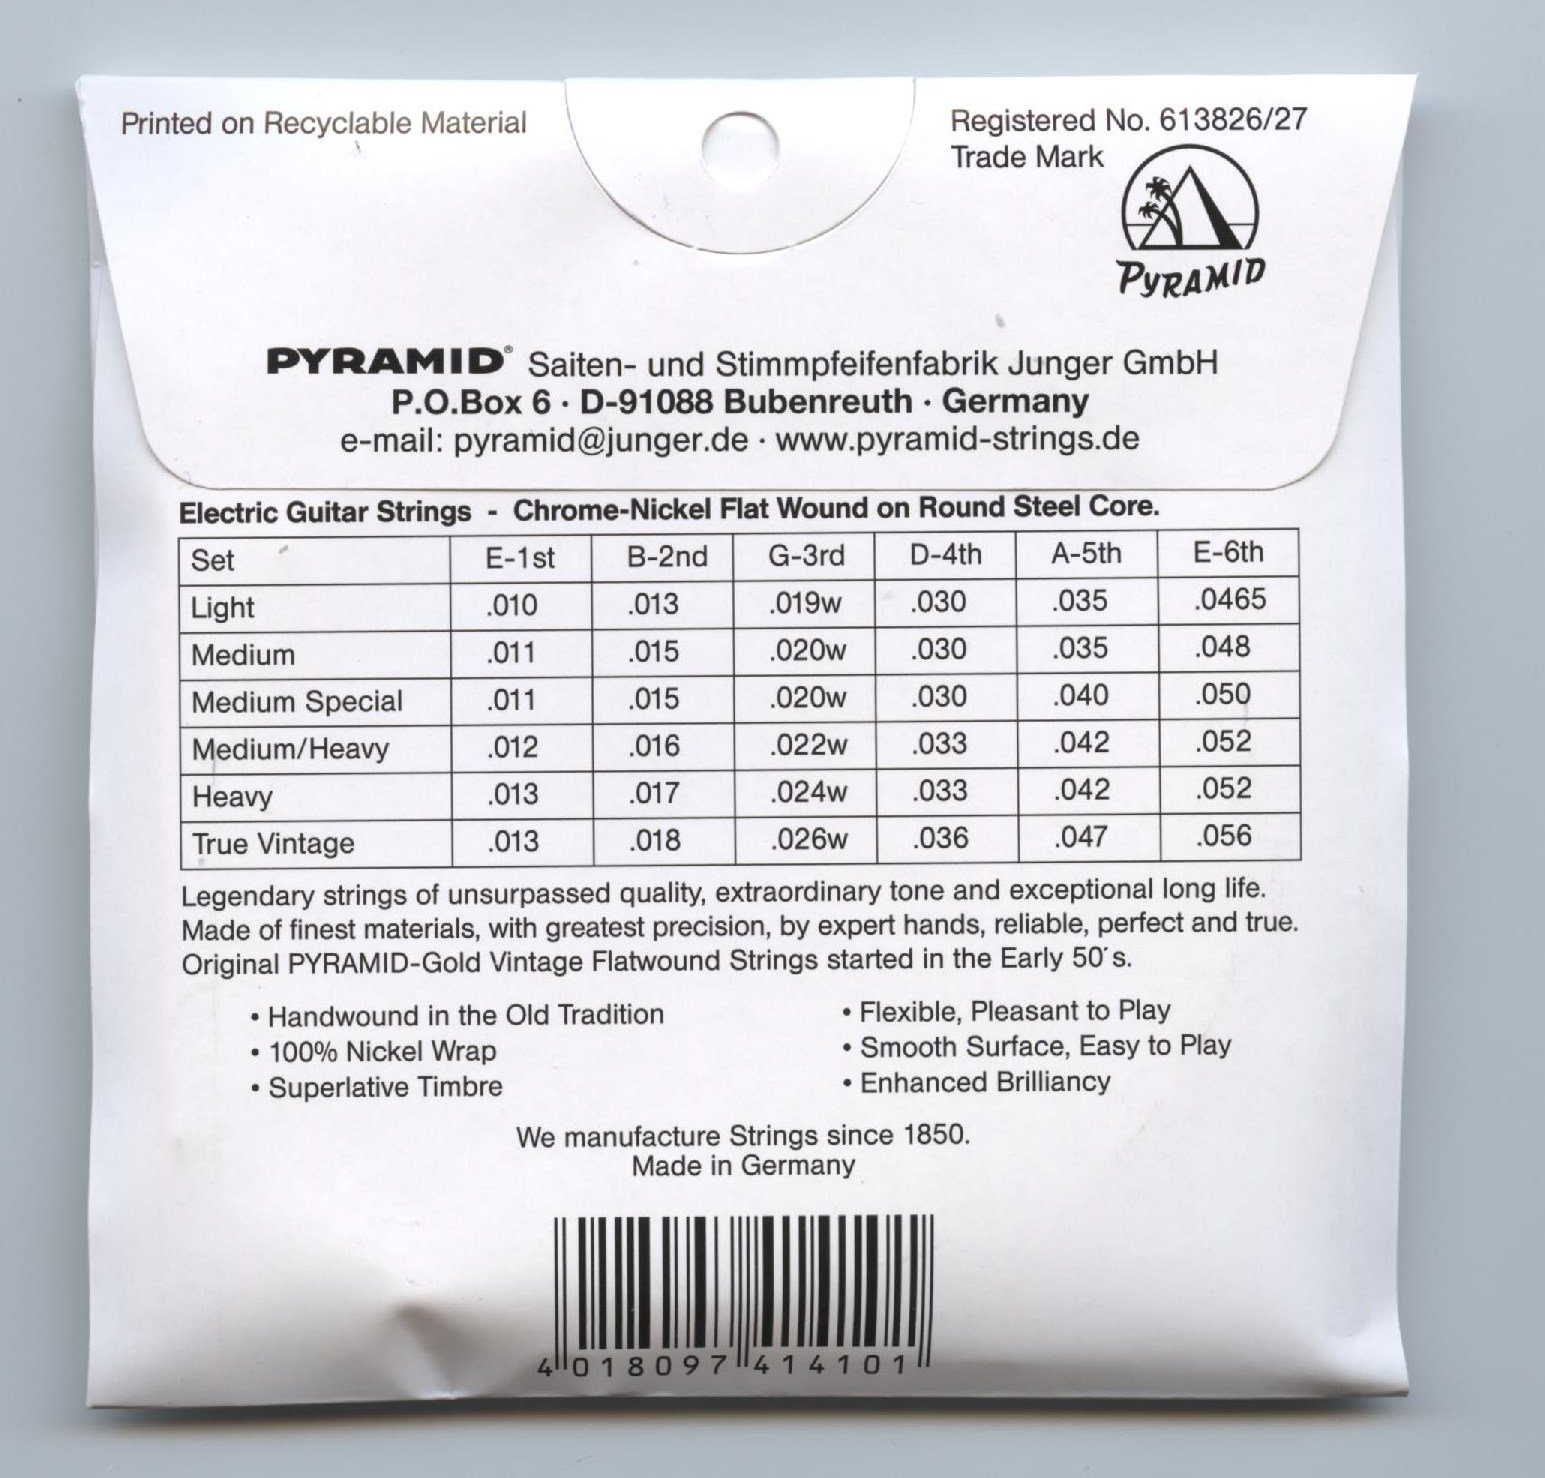 Printed on Recyclable Material
Registered No. 613826/27
Trade Mark
PYRAMID
PYRAMID® Saiten- und Stimmpfeifenfabrik Junger GmbH
P.O.Box 6 · D-91088 Bubenreuth · Germany
e-mail: pyramid@junger.de · www.pyramid-strings.de
Electric Guitar Strings - Chrome-Nickel Flat Wound on Round Steel Core.
Set E-1st B-2nd G-3rd D-4th A-5th E-6th
Light .010 .013 .019w .030 .035 .0465
Medium .011 .015 .020w .030 .035 .048
Medium Special .011 .015 .020w .030 .040 .050
Medium/Heavy .012 .016 .022w .033 .042 .052
Heavy .013 .017 .024w .033 .042 .052
True Vintage .013 .018 .026w .036 .047 .056
Legendary strings of unsurpassed quality, extraordinary tone and exceptional long life.
Made of finest materials, with greatest precision, by expert hands, reliable, perfect and true.
Original PYRAMID-Gold Vintage Flatwound Strings started in the Early 50´s.
• Handwound in the Old Tradition
• 100% Nickel Wrap
• Superlative Timbre
• Flexible, Pleasant to Play
• Smooth Surface, Easy to Play
• Enhanced Brilliancy
We manufacture Strings since 1850.
Made in Germany
4 018097 414101